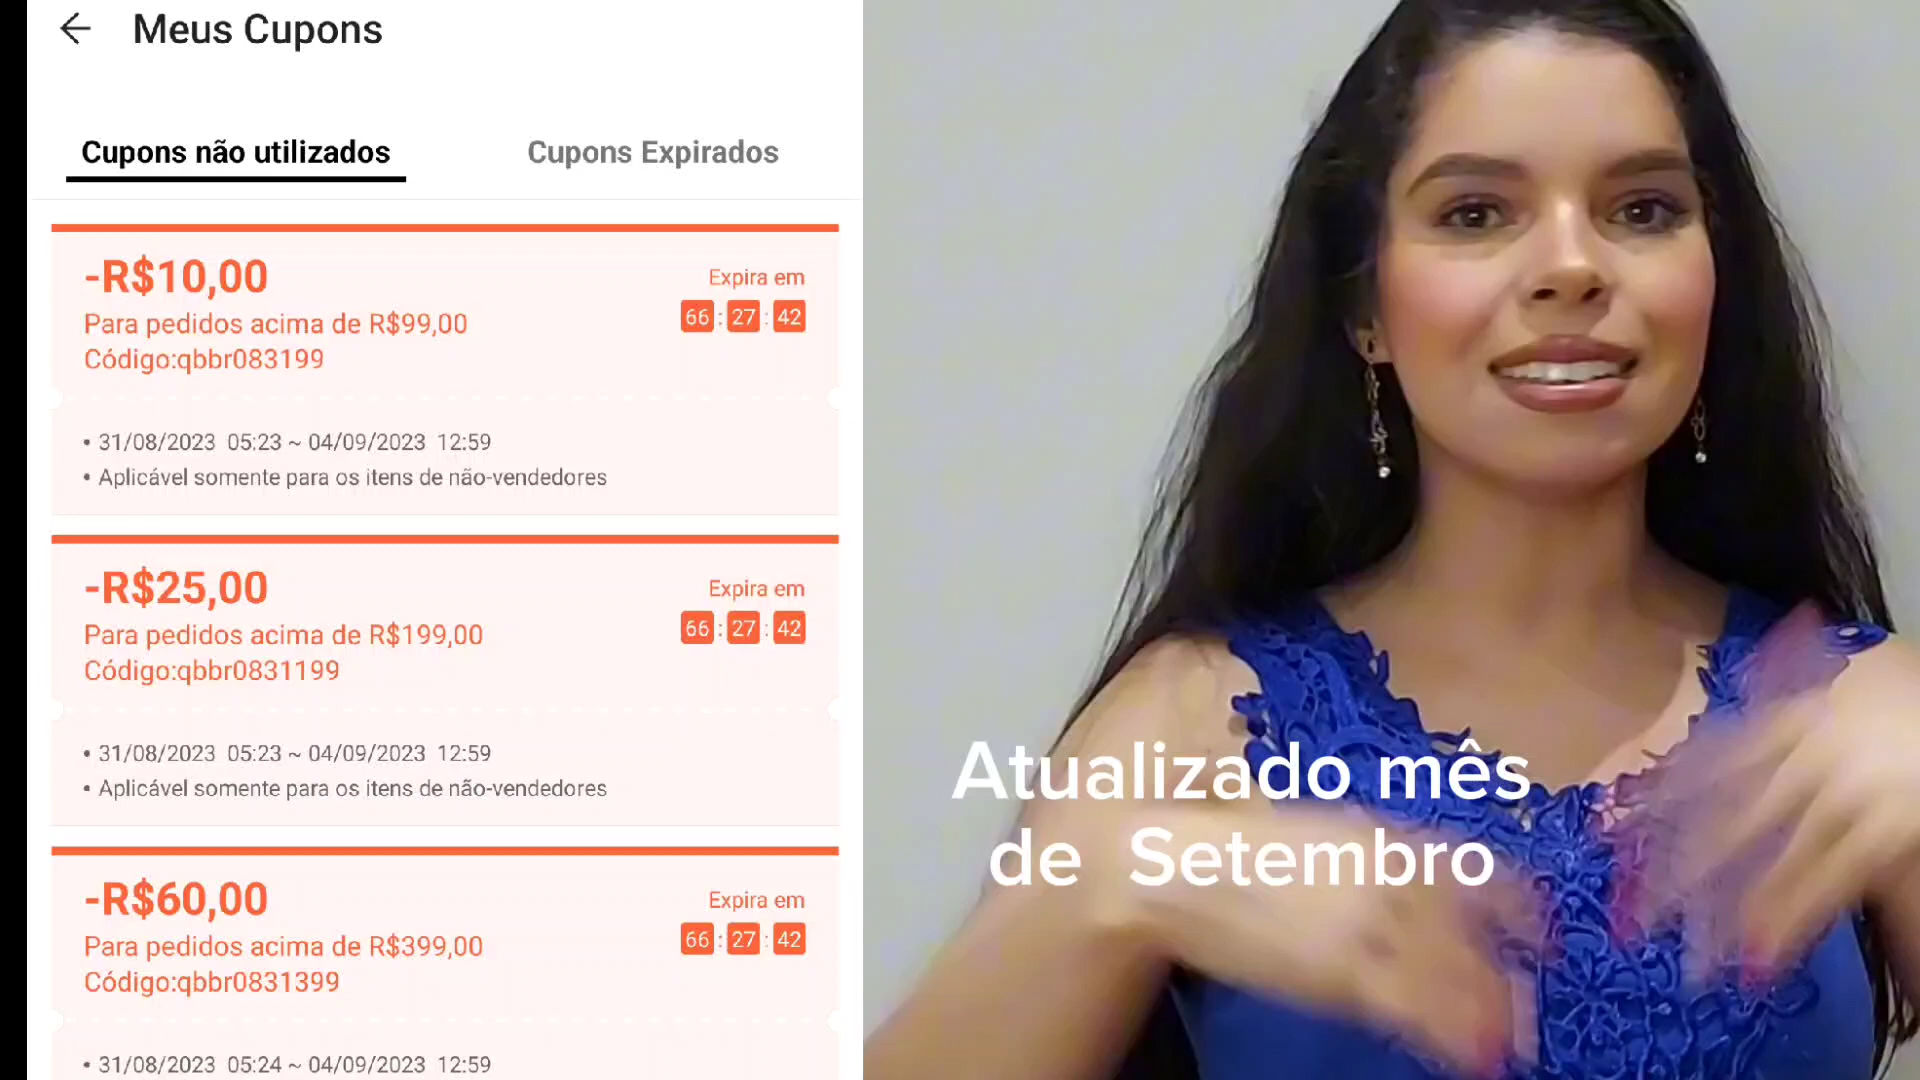 Meus Cupons
Cupons não utilizados
Cupons Expirados
-R$10,00
Expira em
66:27:42
Para pedidos acima de R$99,00
Código:qbbr083199
• 31/08/2023 05:23 ~ 04/09/2023 12:59
• Aplicável somente para os itens de não-vendedores
-R$25,00
Expira em
66:27:42
Para pedidos acima de R$199,00
Código:qbbr0831199
• 31/08/2023 05:23 ~ 04/09/2023 12:59
• Aplicável somente para os itens de não-vendedores
-R$60,00
Expira em
66:27:42
Para pedidos acima de R$399,00
Código:qbbr0831399
• 31/08/2023 05:24 ~ 04/09/2023 12:59
Atualizado mês
de Setembro